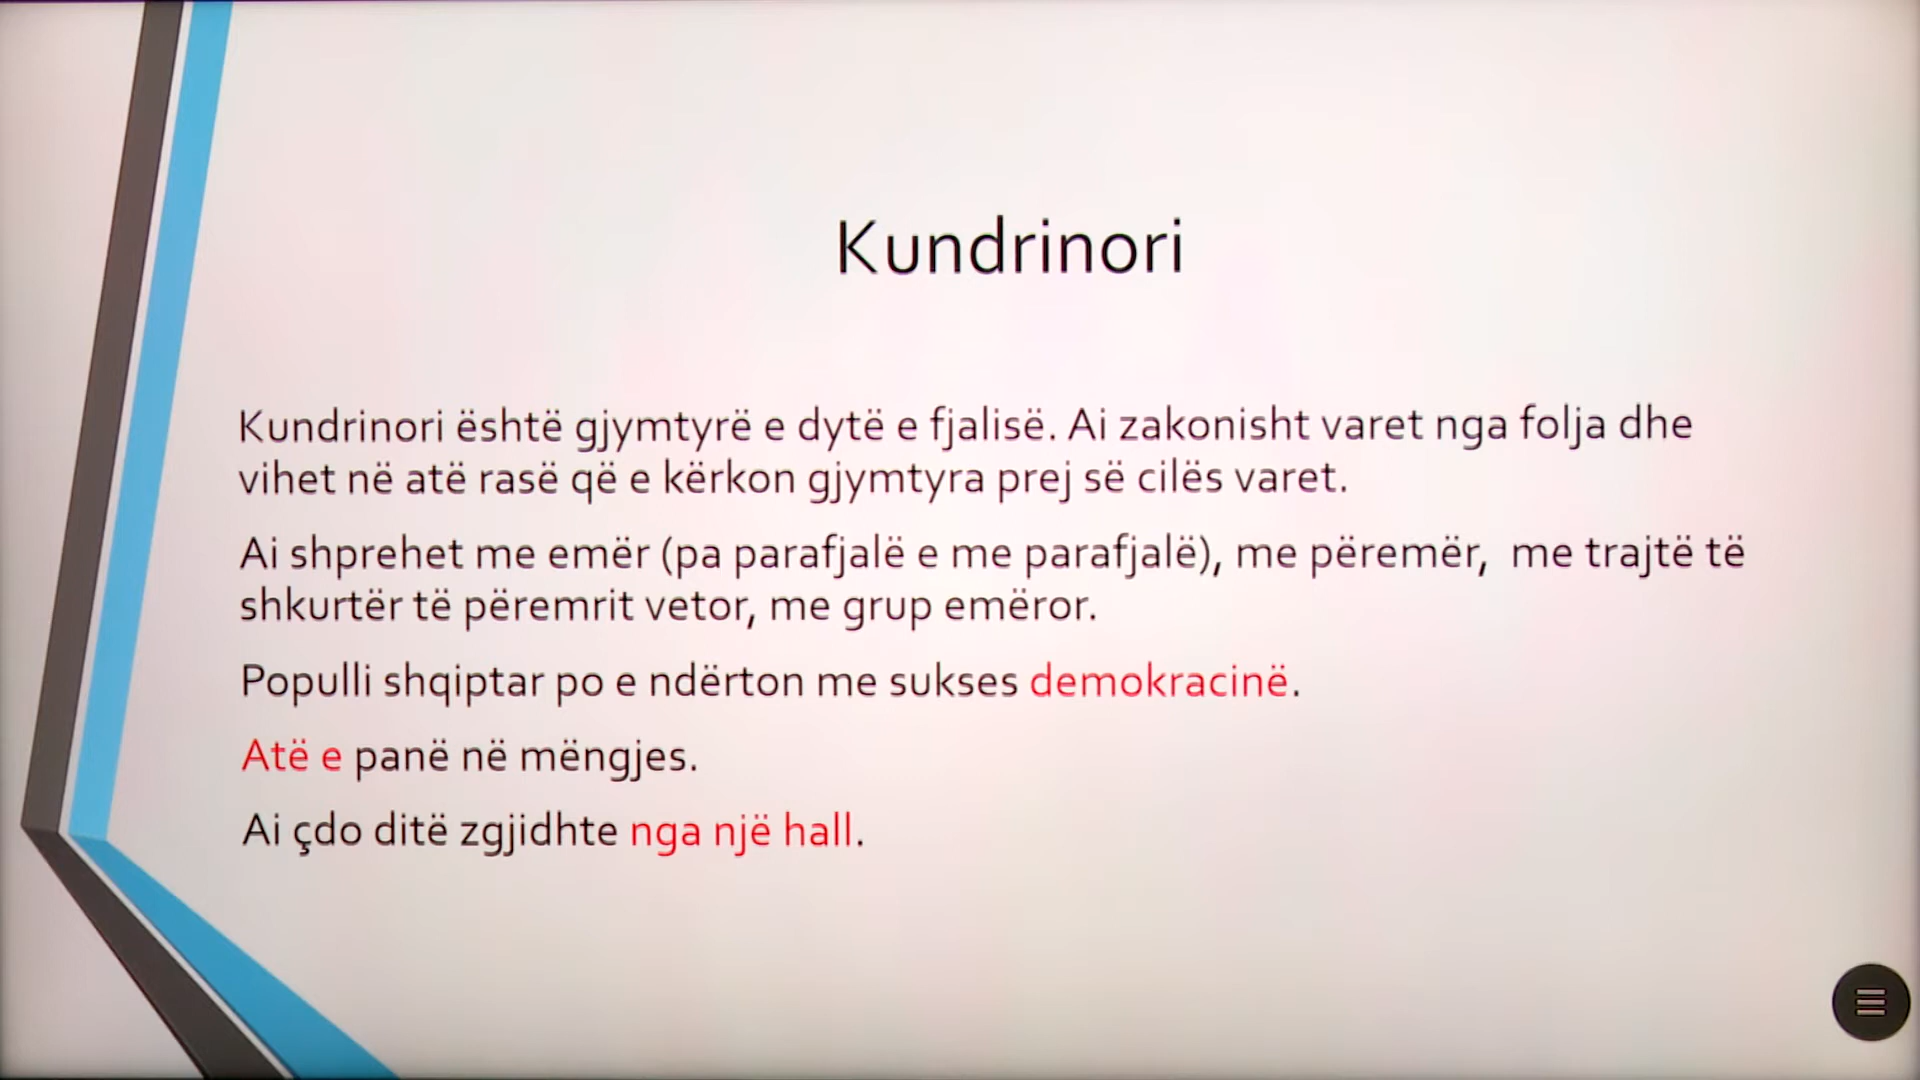 Kundrinori
Kundrinori është gjymtyrë e dytë e fjalisë. Ai zakonisht varet nga folja dhe
vihet në atë rasë që e kërkon gjymtyra prej së cilës varet.
Ai shprehet me emër (pa parafjalë e me parafjalë), me përemër, me trajtë të
shkurtër të përemrit vetor, me grup emëror.
Populli shqiptar po e ndërton me sukses demokracinë.
Atë e panë në mëngjes.
Ai çdo ditë zgjidhte nga një hall.